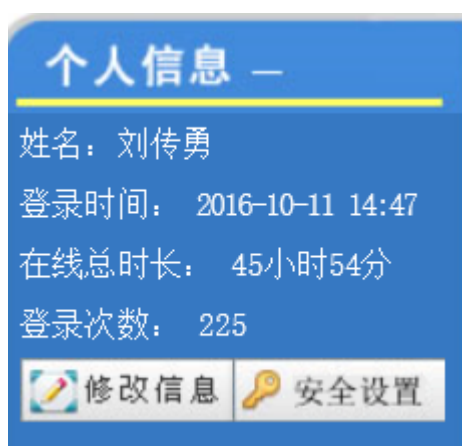 个人信息 —
姓名：刘传勇
登录时间： 2016-10-11 14:47
在线总时长： 45小时54分
登录次数： 225
修改信息 安全设置